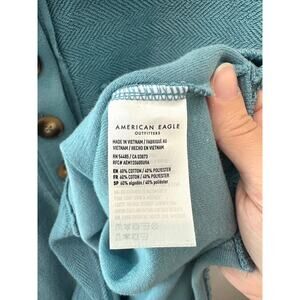 AMERICAN EAGLE
OUTFITTERS
MADE IN VIETNAM / FABRIQUÉ AU
VIETNAM / HECHO EN VIETNAM
RN 54485 / CA 03873
EN 60% COTTON / 40% POLYESTER
FR 60% COTON / 40% POLYESTER
SP 60% algodón / 40% poliéster